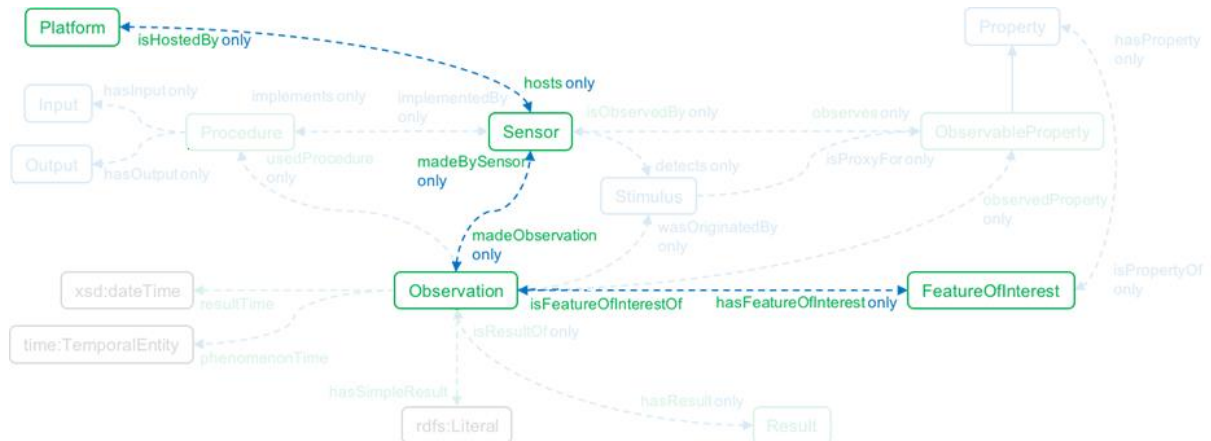 Platform
isHostedBy only
Property
hasProperty
only
hosts only
Input
hasInput only
implements only
implementedBy
only
isObservedBy only
observes only
Procedure
Sensor
ObservableProperty
Output
hasOutput only
usedProcedure
only
madeBySensor
only
detects only
isProxyFor only
Stimulus
observedProperty
only
wasOriginatedBy
only
madeObservation
only
isPropertyOf
only
xsd:dateTime
resultTime
Observation
isFeatureOfInterestOf
hasFeatureOfInterest only
FeatureOfInterest
isResultOf only
time:TemporalEntity
phenomenonTime
hasSimpleResult
hasResult only
rdfs:Literal
Result